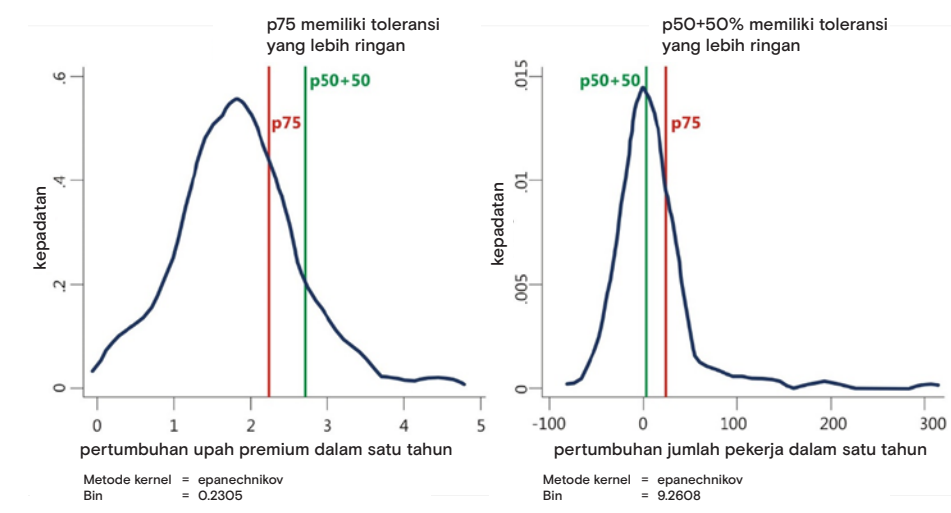 p75 memiliki toleransi
yang lebih ringan
p50+50
p75
.6
.4
.2
0
kepadatan
0 1 2 3 4 5
pertumbuhan upah premium dalam satu tahun
Metode kernel = epanechnikov
Bin = 0.2305
p50+50% memiliki toleransi
yang lebih ringan
p50+50
p75
.015
.01
.005
0
kepadatan
-100 0 100 200 300
pertumbuhan jumlah pekerja dalam satu tahun
Metode kernel = epanechnikov
Bin = 9.2608